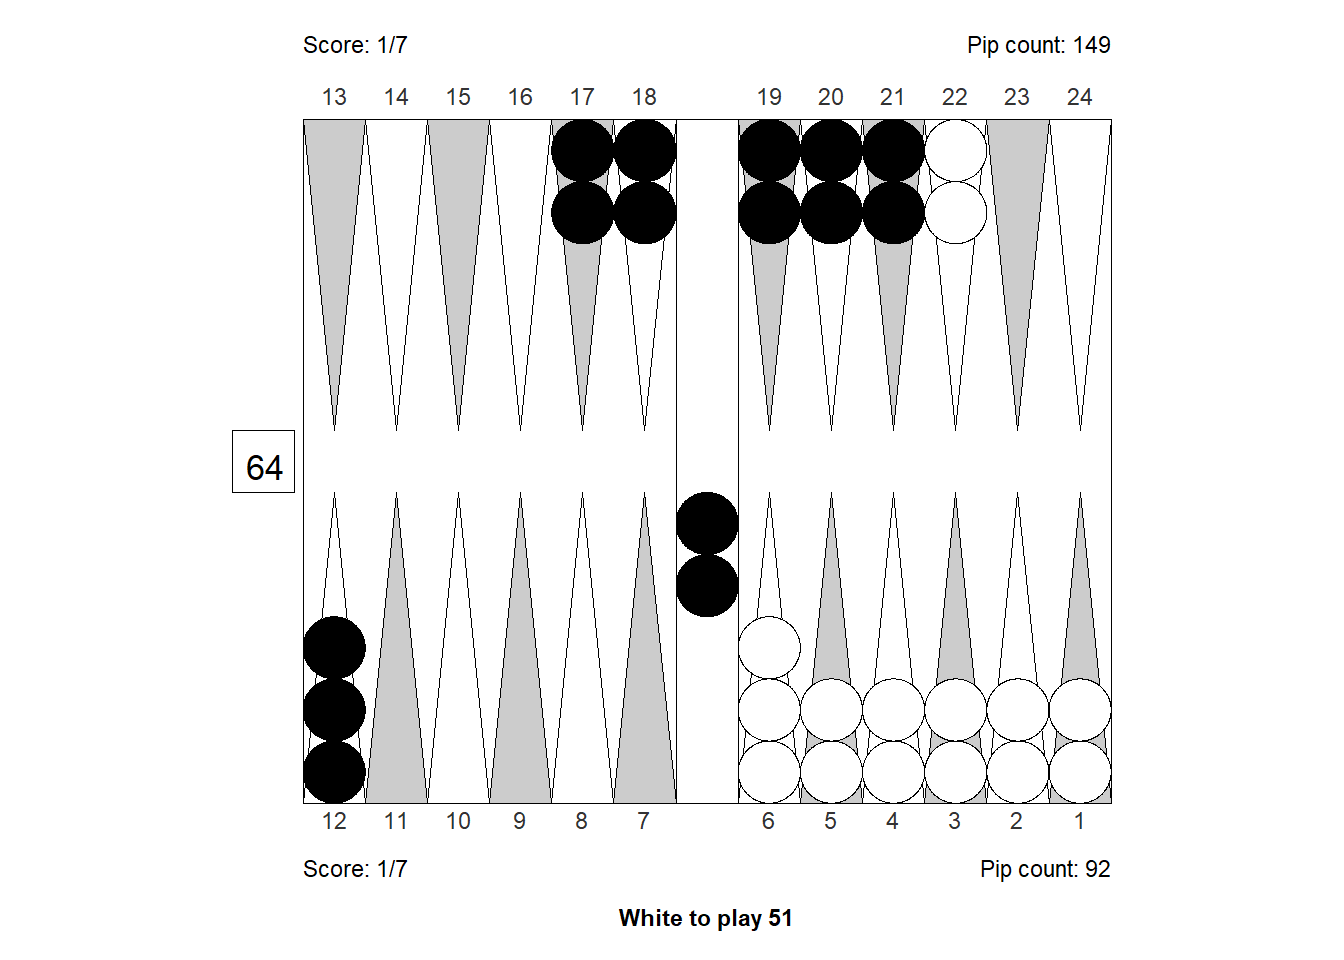 Score: 1/7 Pip count: 149
13 14 15 16 17 18 19 20 21 22 23 24
64
12 11 10 9 8 7 6 5 4 3 2 1
Score: 1/7 Pip count: 92
White to play 51